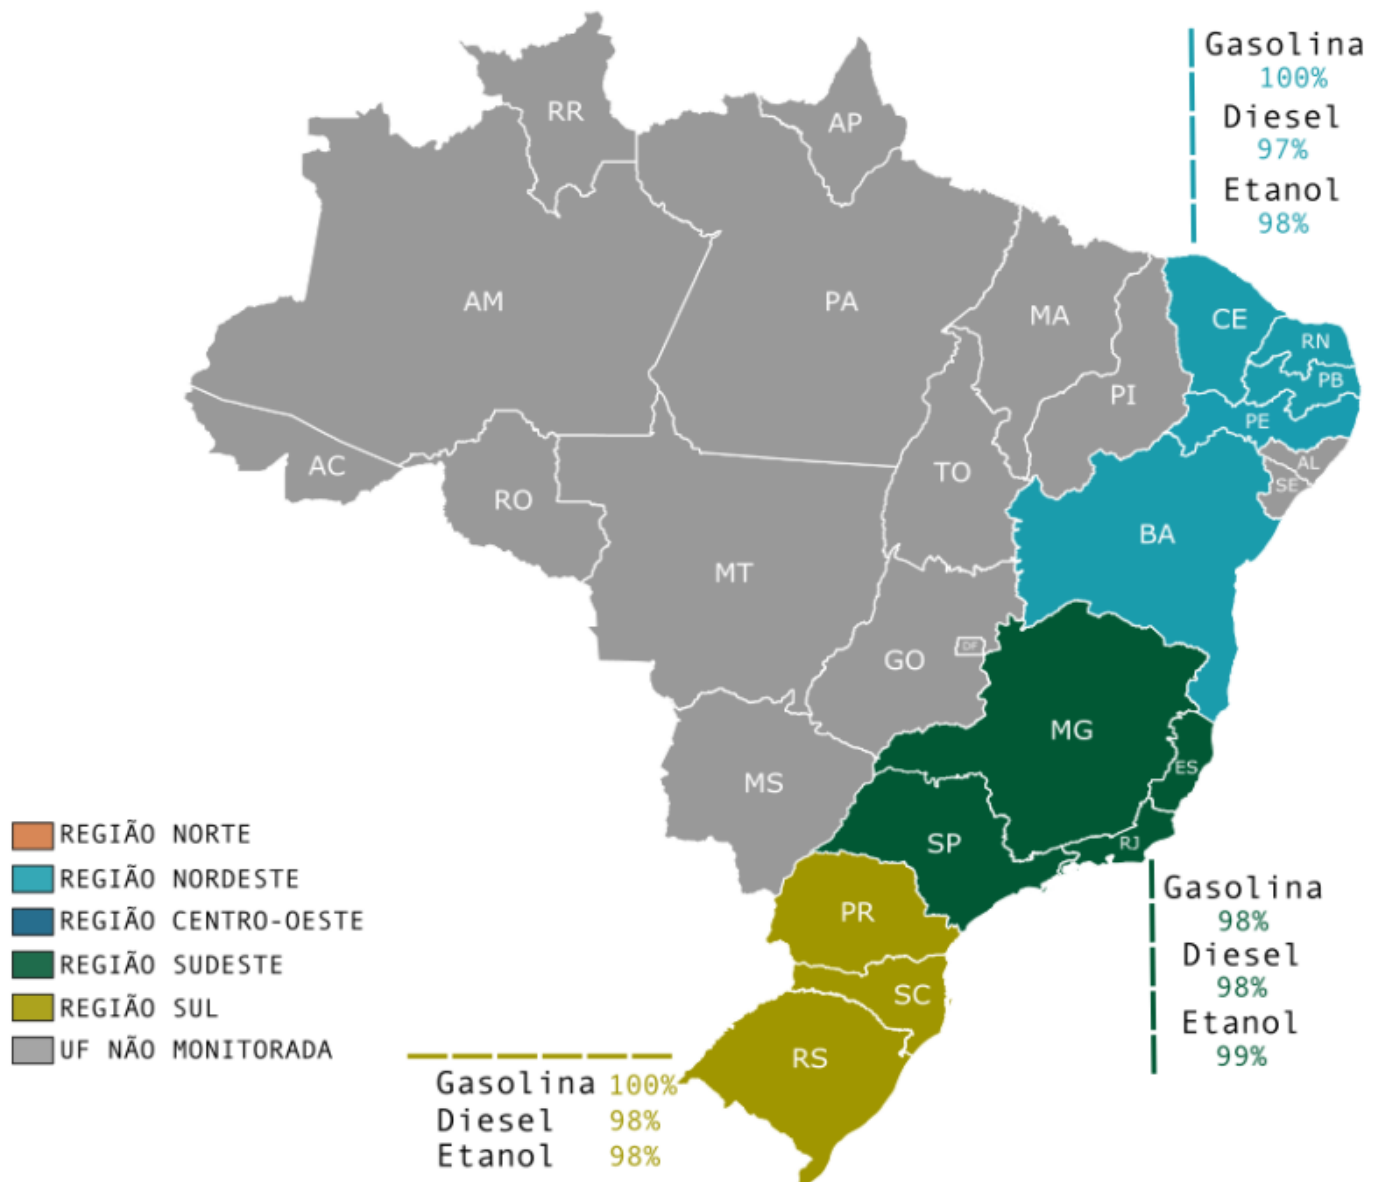 Gasolina
100%
Diesel
97%
Etanol
98%
RR
AP
AM
PA
MA
CE
RN
PB
PI
PE
AC
RO
TO
AL
SE
BA
MT
GO
DF
MG
ES
MS
SP
RJ
PR
SC
RS
REGIÃO NORTE
REGIÃO NORDESTE
REGIÃO CENTRO-OESTE
REGIÃO SUDESTE
REGIÃO SUL
UF NÃO MONITORADA
Gasolina
98%
Diesel
98%
Etanol
99%
Gasolina 100%
Diesel 98%
Etanol 98%